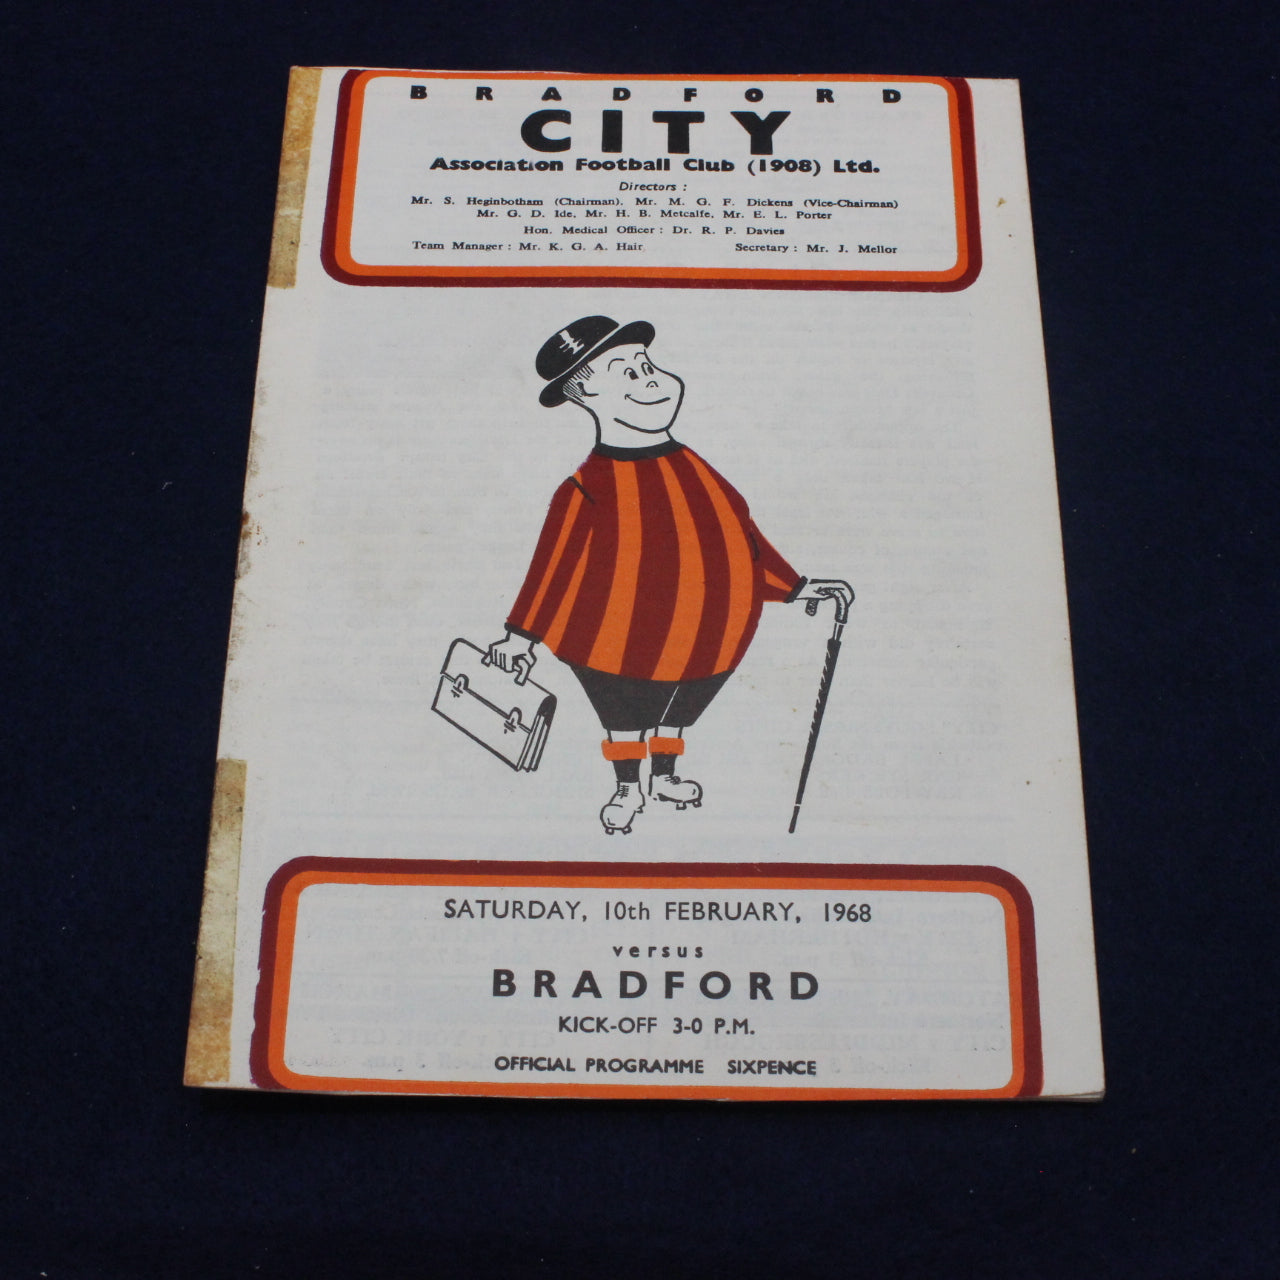 BRADFORD
CITY
Association Football Club (1908) Ltd.
Directors :
Mr. S. Heginbotham (Chairman), Mr. M. G. F. Dickens (Vice-Chairman)
Mr. G. D. Ide, Mr. H. B. Metcalfe, Mr. E. L. Porter
Hon. Medical Officer : Dr. R. P. Davies
Team Manager : Mr. K. G. A. Hair Secretary : Mr. J. Mellor
SATURDAY, 10th FEBRUARY, 1968
versus
BRADFORD
KICK-OFF 3-0 P.M.
OFFICIAL PROGRAMME SIXPENCE